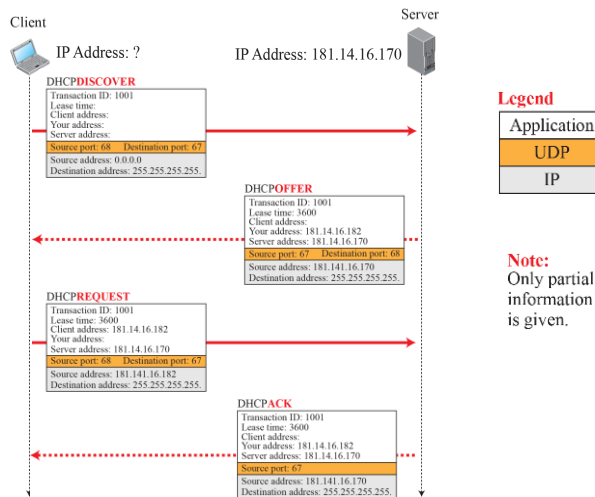 Client
Server
IP Address: ?
IP Address: 181.14.16.170
DHCPDISCOVER
Transaction ID: 1001
Lease time:
Client address:
Your address:
Server address:
Source port: 68 Destination port: 67
Source address: 0.0.0.0
Destination address: 255.255.255.255.
Legend
Application
UDP
IP
DHCPOFFER
Transaction ID: 1001
Lease time: 3600
Client address:
Your address: 181.14.16.182
Server address: 181.14.16.170
Source port: 67 Destination port: 68
Source address: 181.141.16.170
Destination address: 255.255.255.255.
Note:
Only partial
information
is given.
DHCPREQUEST
Transaction ID: 1001
Lease time: 3600
Client address: 181.14.16.182
Your address:
Server address: 181.14.16.170
Source port: 68 Destination port: 67
Source address: 181.141.16.182
Destination address: 255.255.255.255.
DHCPACK
Transaction ID: 1001
Lease time: 3600
Client address:
Your address: 181.14.16.182
Server address: 181.14.16.170
Source port: 67
Source address: 181.141.16.170
Destination address: 255.255.255.255.